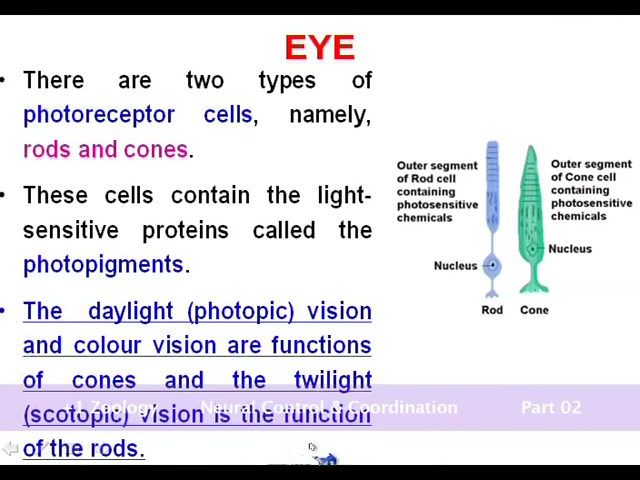 EYE
• There are two types of
photoreceptor cells, namely,
rods and cones.
• These cells contain the light-
sensitive proteins called the
photopigments.
• The daylight (photopic) vision
and colour vision are functions
of cones and the twilight
(scotopic) vision is the function
of the rods.
Outer segment
of Rod cell
containing
photosensitive
chemicals
Outer segment
of Cone cell
containing
photosensitive
chemicals
Nucleus
Nucleus
Rod
Cone
+1 Zoology Neural Control & Coordination Part 02